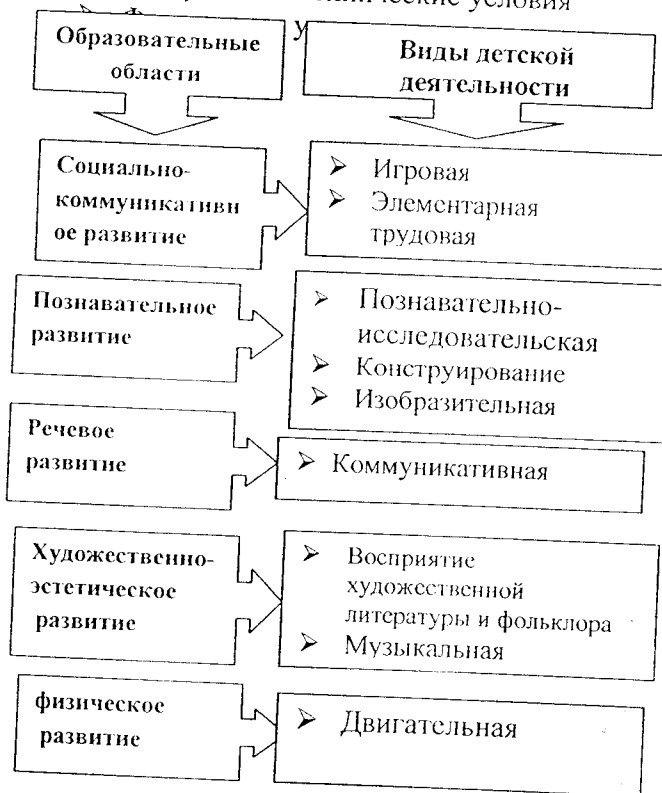 условия
Образовательные
области
Виды детской
деятельности
Социально-
коммуникативн
ое развитие
➢ Игровая
➢ Элементарная
трудовая
Познавательное
развитие
➢ Познавательно-
исследовательская
➢ Конструирование
➢ Изобразительная
Речевое
развитие
➢ Коммуникативная
Художественно-
эстетическое
развитие
➢ Восприятие
художественной
литературы и фольклора
➢ Музыкальная
физическое
развитие
➢ Двигательная